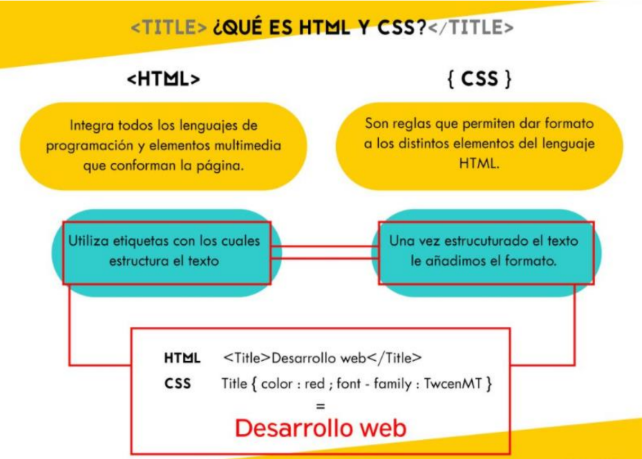 <TITLE> ¿QUÉ ES HTML Y CSS?</TITLE>
<HTML>
Integra todos los lenguajes de
programación y elementos multimedia
que conforman la página.
Utiliza etiquetas con los cuales
estructura el texto
{ CSS }
Son reglas que permiten dar formato
a los distintos elementos del lenguaje
HTML.
Una vez estrucuturado el texto
le añadimos el formato.
HTML <Title>Desarrollo web</Title>
CSS Title { color : red ; font - family : TwcenMT }
=
Desarrollo web